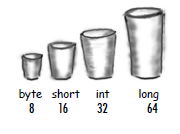 byte short int long
8 16 32 64